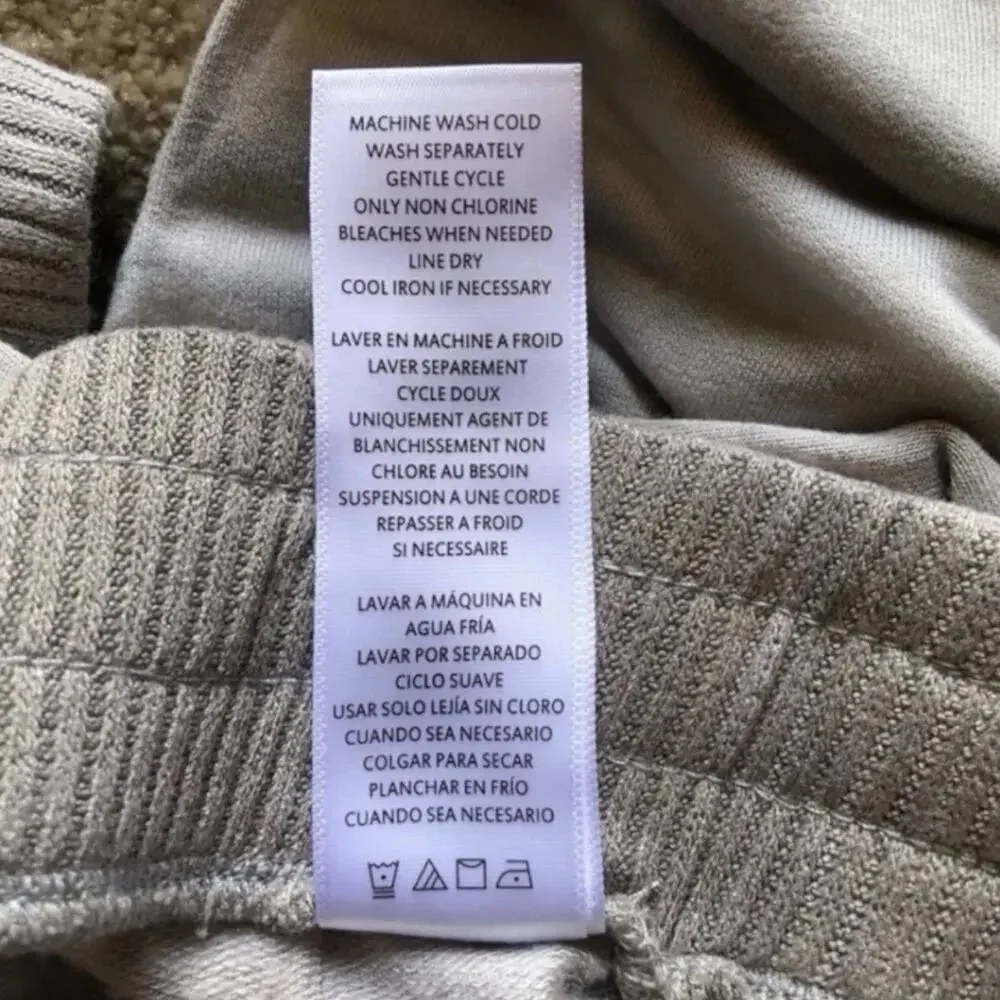 MACHINE WASH COLD
WASH SEPARATELY
GENTLE CYCLE
ONLY NON CHLORINE
BLEACHES WHEN NEEDED
LINE DRY
COOL IRON IF NECESSARY
LAVER EN MACHINE A FROID
LAVER SEPAREMENT
CYCLE DOUX
UNIQUEMENT AGENT DE
BLANCHISSEMENT NON
CHLORE AU BESOIN
SUSPENSION A UNE CORDE
REPASSER A FROID
SI NECESSAIRE
LAVAR A MÁQUINA EN
AGUA FRÍA
LAVAR POR SEPARADO
CICLO SUAVE
USAR SOLO LEJÍA SIN CLORO
CUANDO SEA NECESARIO
COLGAR PARA SECAR
PLANCHAR EN FRÍO
CUANDO SEA NECESARIO